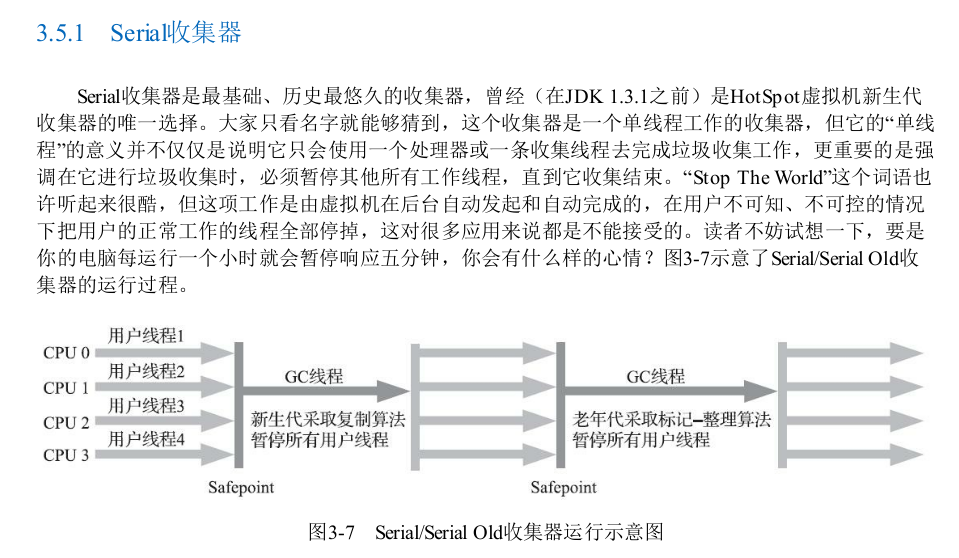 3.5.1 Serial收集器
Serial收集器是最基础、历史最悠久的收集器，曾经（在JDK 1.3.1之前）是HotSpot虚拟机新生代
收集器的唯一选择。大家只看名字就能够猜到，这个收集器是一个单线程工作的收集器，但它的“单线
程”的意义并不仅仅是说明它只会使用一个处理器或一条收集线程去完成垃圾收集工作，更重要的是强
调在它进行垃圾收集时，必须暂停其他所有工作线程，直到它收集结束。“Stop The World”这个词语也
许听起来很酷，但这项工作是由虚拟机在后台自动发起和自动完成的，在用户不可知、不可控的情况
下把用户的正常工作的线程全部停掉，这对很多应用来说都是不能接受的。读者不妨试想一下，要是
你的电脑每运行一个小时就会暂停响应五分钟，你会有什么样的心情？图3-7示意了Serial/Serial Old收
集器的运行过程。
用户线程1
CPU 0
用户线程2
CPU 1
用户线程3
CPU 2
用户线程4
CPU 3
GC线程
新生代采取复制算法
暂停所有用户线程
Safepoint
GC线程
老年代采取标记–整理算法
暂停所有用户线程
Safepoint
图3-7 Serial/Serial Old收集器运行示意图